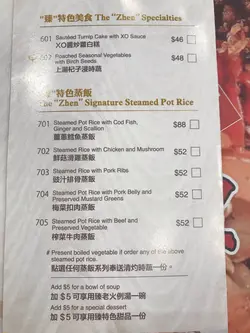 "臻"特色美食 The "Zhen" Specialties
601 Sautéed Turnip Cake with XO Sauce $46
XO醬炒蘿白糕
602 Poached Seasonal Vegetables $52
with Birch Seeds
上湯杞子浸時蔬
"臻"特色蒸飯
The "Zhen" Signature Steamed Pot Rice
701 Steamed Pot Rice with Cod Fish, $88
Ginger and Scallion
薑蔥鱈魚蒸飯
702 Steamed Rice with Chicken and Mushroom $52
鮮菇滑雞蒸飯
703 Steamed Rice with Pork Ribs $52
豉汁排骨蒸飯
704 Steamed Pot Rice with Pork Belly and $52
Preserved Mustard Greens
梅菜扣肉蒸飯
705 Steamed Pot Rice with Beef and $52
Preserved Vegetable
榨菜牛肉蒸飯
# Present boiled vegetable if order any of the above
steamed pot rice.
點選任何蒸飯系列奉送清灼時蔬一份。
Add $5 for a bowl of soup
加 $5 可享用臻老火例湯一碗
Add $5 for a special dessert
加 $5 可享用臻特色甜品一份